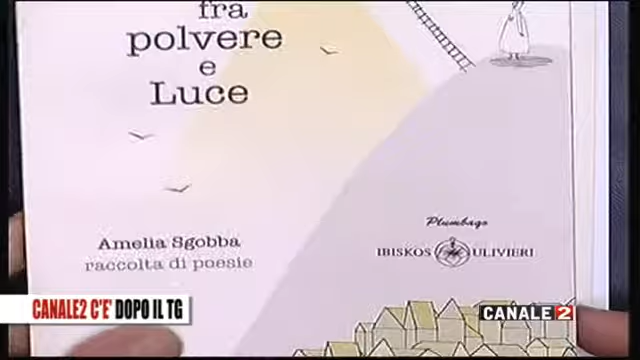 fra
polvere
e
Luce
Amelia Sgobba
raccolta di poesie
Plumbago
IBISKOS ULIVIERI
CANALE2 C'E' DOPO IL TG
CANALE 2